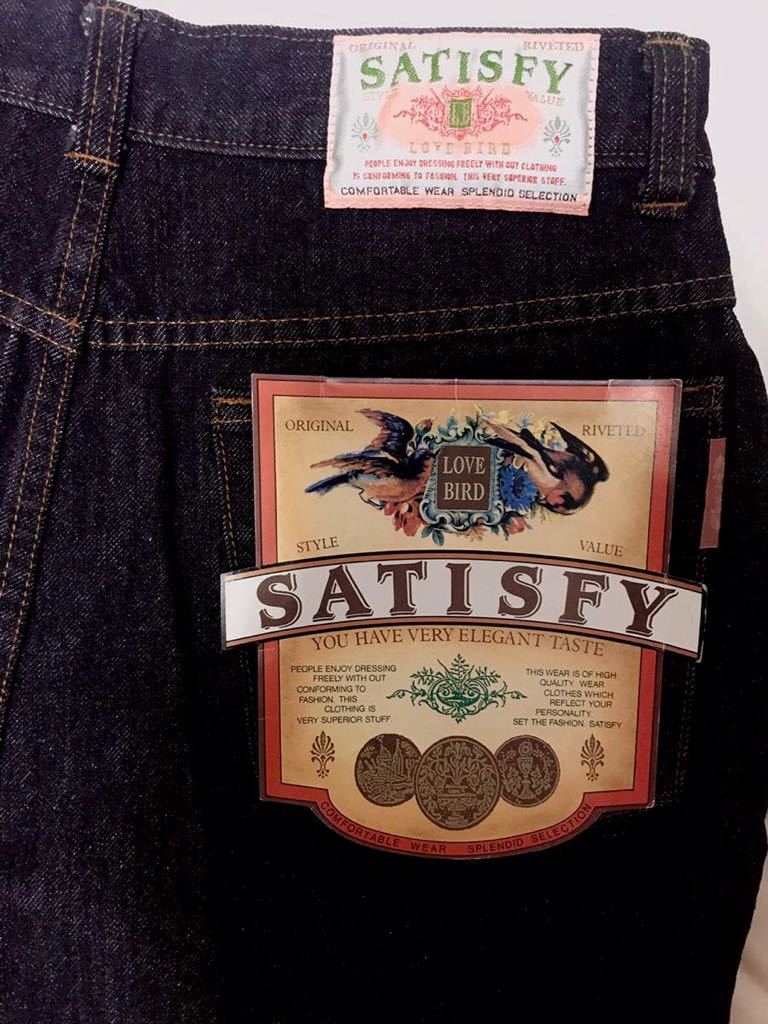 ORIGINAL RIVETED
SATISFY
STYLE VALUE
LOVE BIRD
PEOPLE ENJOY DRESSING FREELY WITH OUT CLOTHING
IS CONFORMING TO FASHION. THIS VERY SUPERIOR STUFF.
COMFORTABLE WEAR SPLENDID SELECTION
ORIGINAL RIVETED
LOVE
BIRD
STYLE VALUE
SATISFY
YOU HAVE VERY ELEGANT TASTE
PEOPLE ENJOY DRESSING
FREELY WITH OUT
CONFORMING TO
FASHION. THIS
CLOTHING IS
VERY SUPERIOR STUFF.
THIS WEAR IS OF HIGH
QUALITY. WEAR
CLOTHES WHICH
REFLECT YOUR
PERSONALITY.
SET THE FASHION. SATISFY
COMFORTABLE WEAR SPLENDID SELECTION